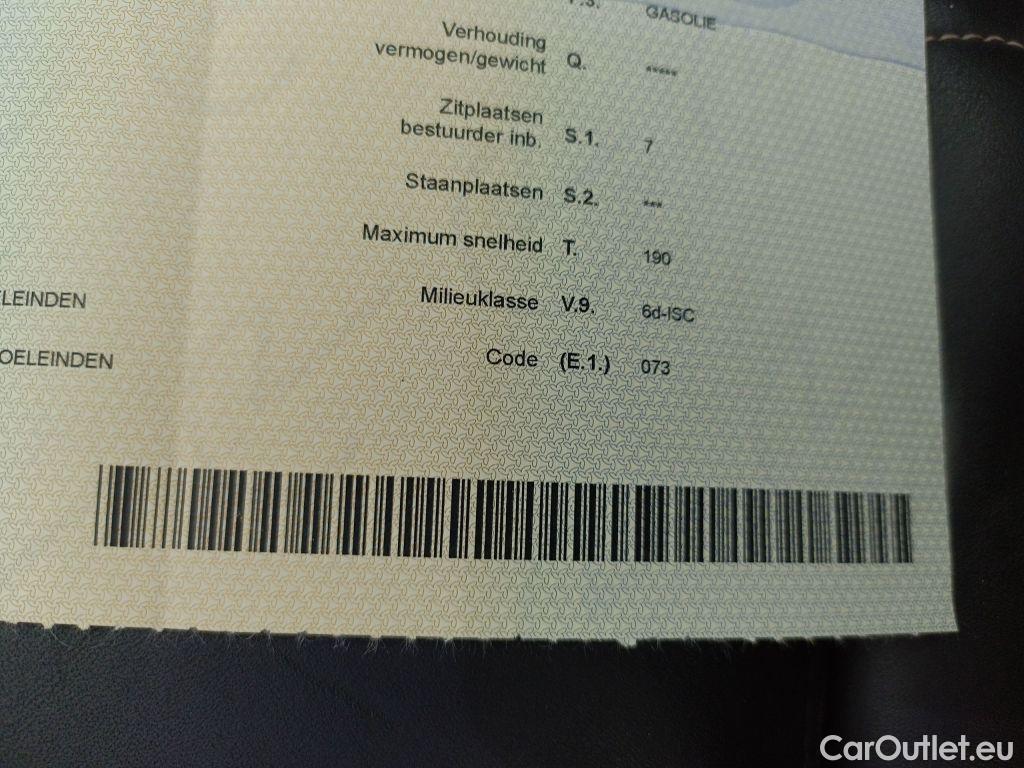 GASOLIE
Verhouding
vermogen/gewicht Q. *****
Zitplaatsen
bestuurder inb. S.1. 7
Staanplaatsen S.2. ***
Maximum snelheid T. 190
LEINDEN
Milieuklasse V.9. 6d-ISC
OELEINDEN
Code (E.1.) 073
CarOutlet.eu